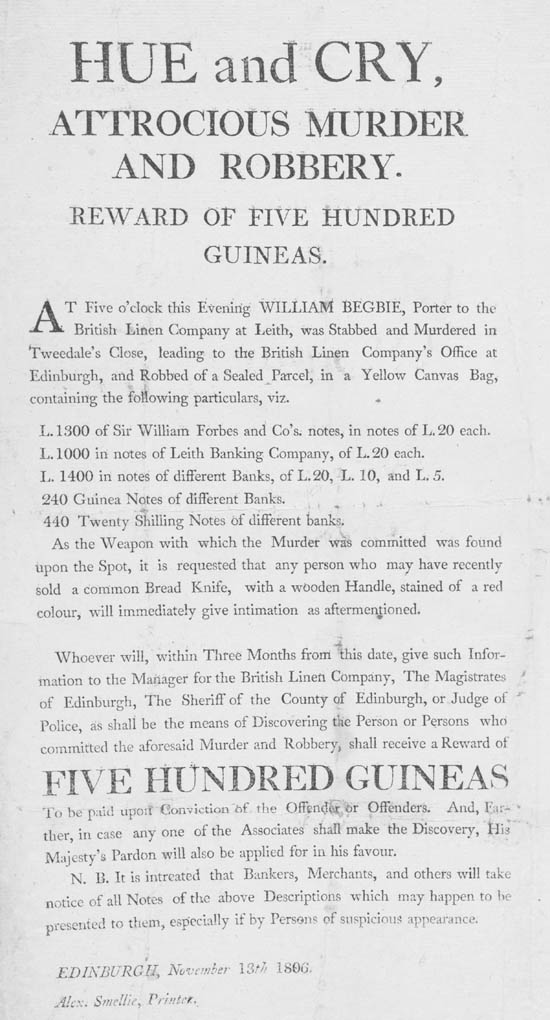 HUE and CRY,
ATTROCIOUS MURDER
AND ROBBERY.
REWARD OF FIVE HUNDRED
GUINEAS.
AT Five o'clock this Evening WILLIAM BEGBIE, Porter to the
British Linen Company at Leith, was Stabbed and Murdered in
Tweedale's Close, leading to the British Linen Company's Office at
Edinburgh, and Robbed of a Sealed Parcel, in a Yellow Canvas Bag,
containing the following particulars, viz.
L. 1300 of Sir William Forbes and Co's. notes, in notes of L. 20 each.
L. 1000 in notes of Leith Banking Company, of L. 20 each.
L. 1400 in notes of different Banks, of L. 20, L. 10, and L. 5.
240 Guinea Notes of different Banks.
440 Twenty Shilling Notes of different banks.
As the Weapon with which the Murder was committed was found
upon the Spot, it is requested that any person who may have recently
sold a common Bread Knife, with a wooden Handle, stained of a red
colour, will immediately give intimation as aftermentioned.
Whoever will, within Three Months from this date, give such Infor-
mation to the Manager for the British Linen Company, The Magistrates
of Edinburgh, The Sheriff of the County of Edinburgh, or Judge of
Police, as shall be the means of Discovering the Person or Persons who
committed the aforesaid Murder and Robbery, shall receive a Reward of
FIVE HUNDRED GUINEAS
To be paid upon Conviction of the Offender or Offenders. And, Far-
ther, in case any one of the Associates shall make the Discovery, His
Majesty's Pardon will also be applied for in his favour.
N. B. It is intreated that Bankers, Merchants, and others will take
notice of all Notes of the above Descriptions which may happen to be
presented to them, especially if by Persons of suspicious appearance.
EDINBURGH, November 13th 1806.
Alex. Smellie, Printer.